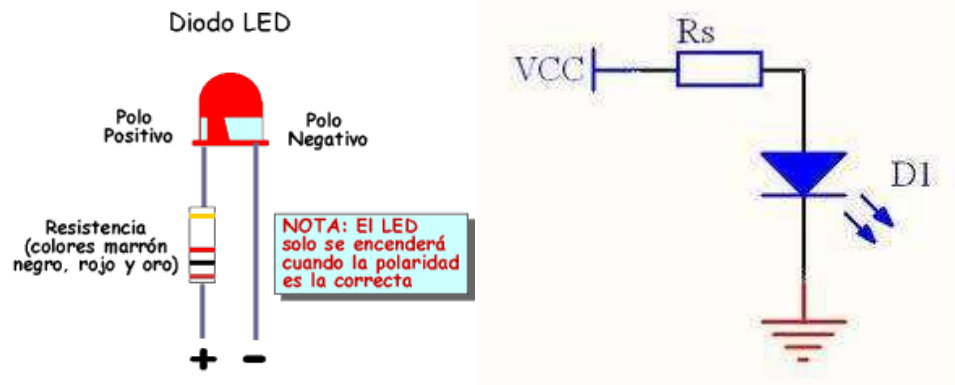 Diodo LED
Polo
Positivo
Polo
Negativo
Resistencia
(colores marrón
negro, rojo y oro)
NOTA: El LED
solo se encenderá
cuando la polaridad
es la correcta
+ -
Rs
VCC
D1